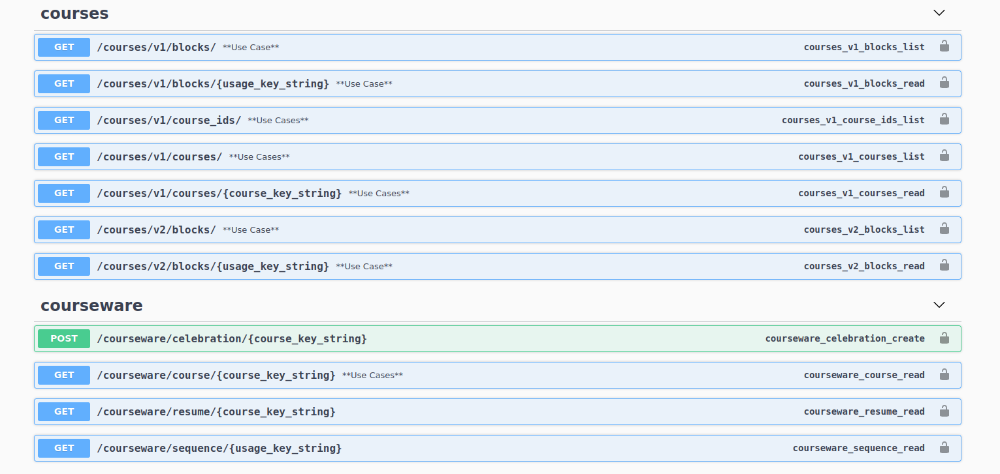 courses
GET /courses/v1/blocks/ **Use Case** courses_v1_blocks_list
GET /courses/v1/blocks/{usage_key_string} **Use Case** courses_v1_blocks_read
GET /courses/v1/course_ids/ **Use Cases** courses_v1_course_ids_list
GET /courses/v1/courses/ **Use Cases** courses_v1_courses_list
GET /courses/v1/courses/{course_key_string} **Use Cases** courses_v1_courses_read
GET /courses/v2/blocks/ **Use Case** courses_v2_blocks_list
GET /courses/v2/blocks/{usage_key_string} **Use Case** courses_v2_blocks_read
courseware
POST /courseware/celebration/{course_key_string} courseware_celebration_create
GET /courseware/course/{course_key_string} **Use Cases** courseware_course_read
GET /courseware/resume/{course_key_string} courseware_resume_read
GET /courseware/sequence/{usage_key_string} courseware_sequence_read